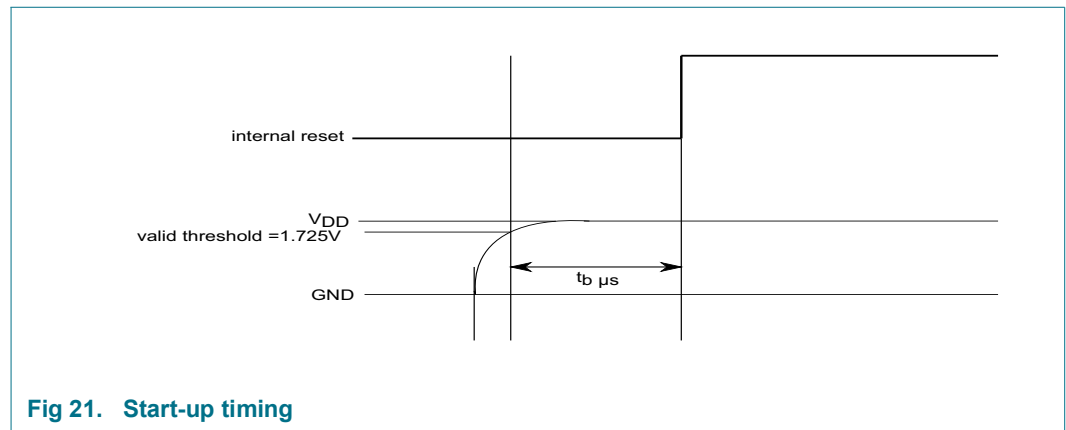 internal reset
VDD
valid threshold =1.725V
tb µs
GND
Fig 21. Start-up timing